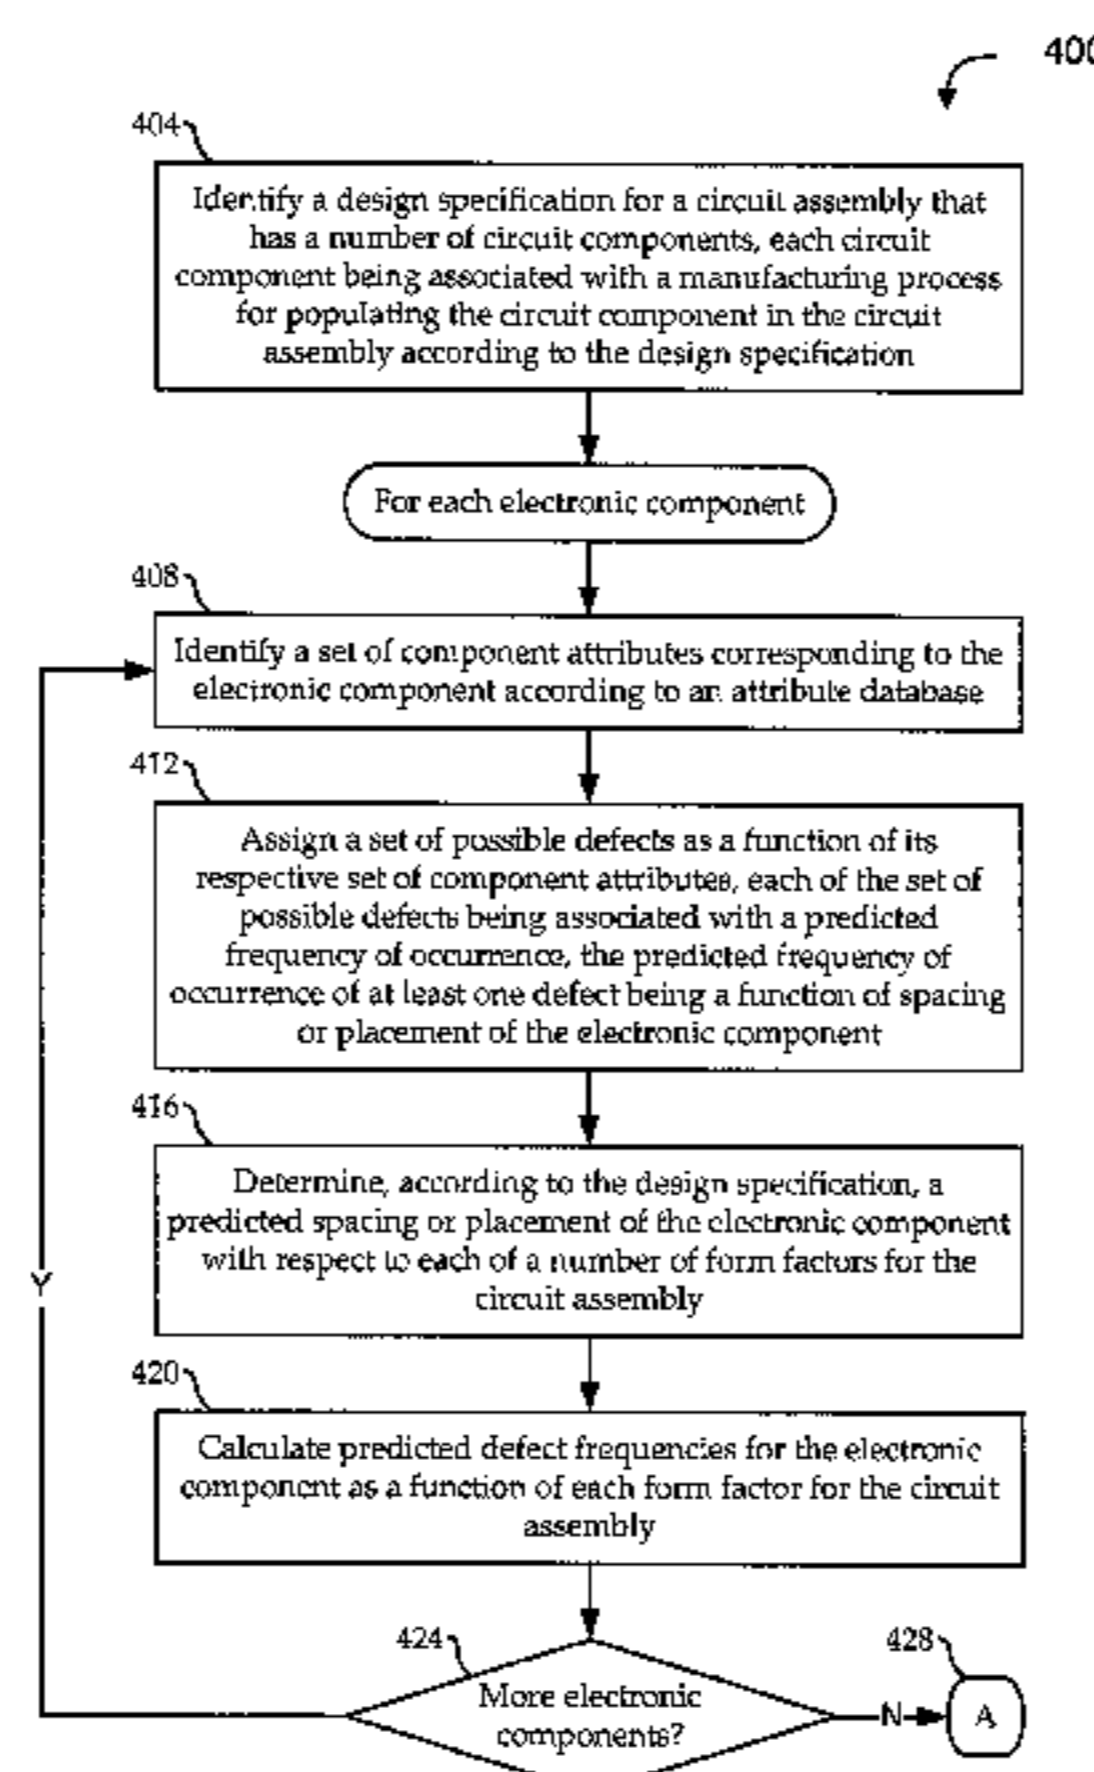 400
404
Identify a design specification for a circuit assembly that
has a number of circuit components, each circuit
component being associated with a manufacturing process
for populating the circuit component in the circuit
assembly according to the design specification
For each electronic component
408
Identify a set of component attributes corresponding to the
electronic component according to an attribute database
412
Assign a set of possible defects as a function of its
respective set of component attributes, each of the set of
possible defects being associated with a predicted
frequency of occurrence, the predicted frequency of
occurrence of at least one defect being a function of spacing
or placement of the electronic component
416
Determine, according to the design specification, a
predicted spacing or placement of the electronic component
with respect to each of a number of form factors for the
circuit assembly
Y
420
Calculate predicted defect frequencies for the electronic
component as a function of each form factor for the circuit
assembly
424
More electronic
components?
N
428
A